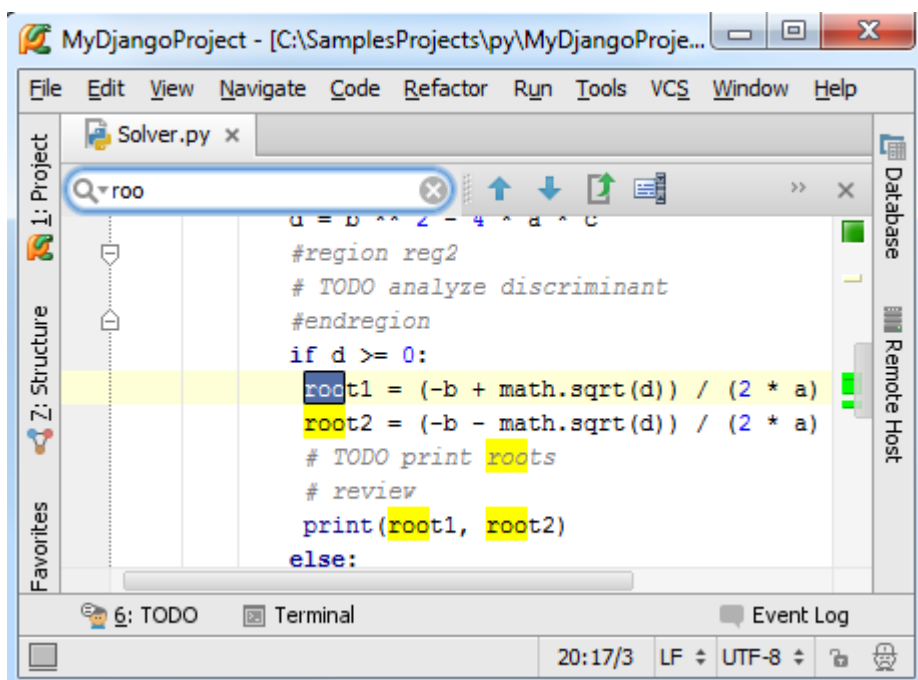 MyDjangoProject - [C:\SamplesProjects\py\MyDjangoProje...
File Edit View Navigate Code Refactor Run Tools VCS Window Help
Solver.py
roo
d = b ** 2 - 4 * a * c
#region reg2
# TODO analyze discriminant
#endregion
if d >= 0:
root1 = (-b + math.sqrt(d)) / (2 * a)
root2 = (-b - math.sqrt(d)) / (2 * a)
# TODO print roots
# review
print(root1, root2)
else:
1: Project
7: Structure
Favorites
Database
Remote Host
6: TODO Terminal Event Log
20:17/3 LF UTF-8